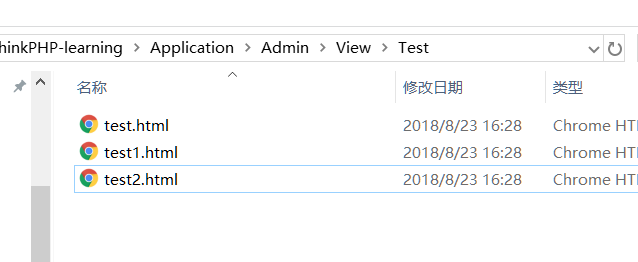 hinkPHP-learning > Application > Admin > View > Test
名称 修改日期 类型
test.html 2018/8/23 16:28 Chrome HT
test1.html 2018/8/23 16:28 Chrome HT
test2.html 2018/8/23 16:28 Chrome HT